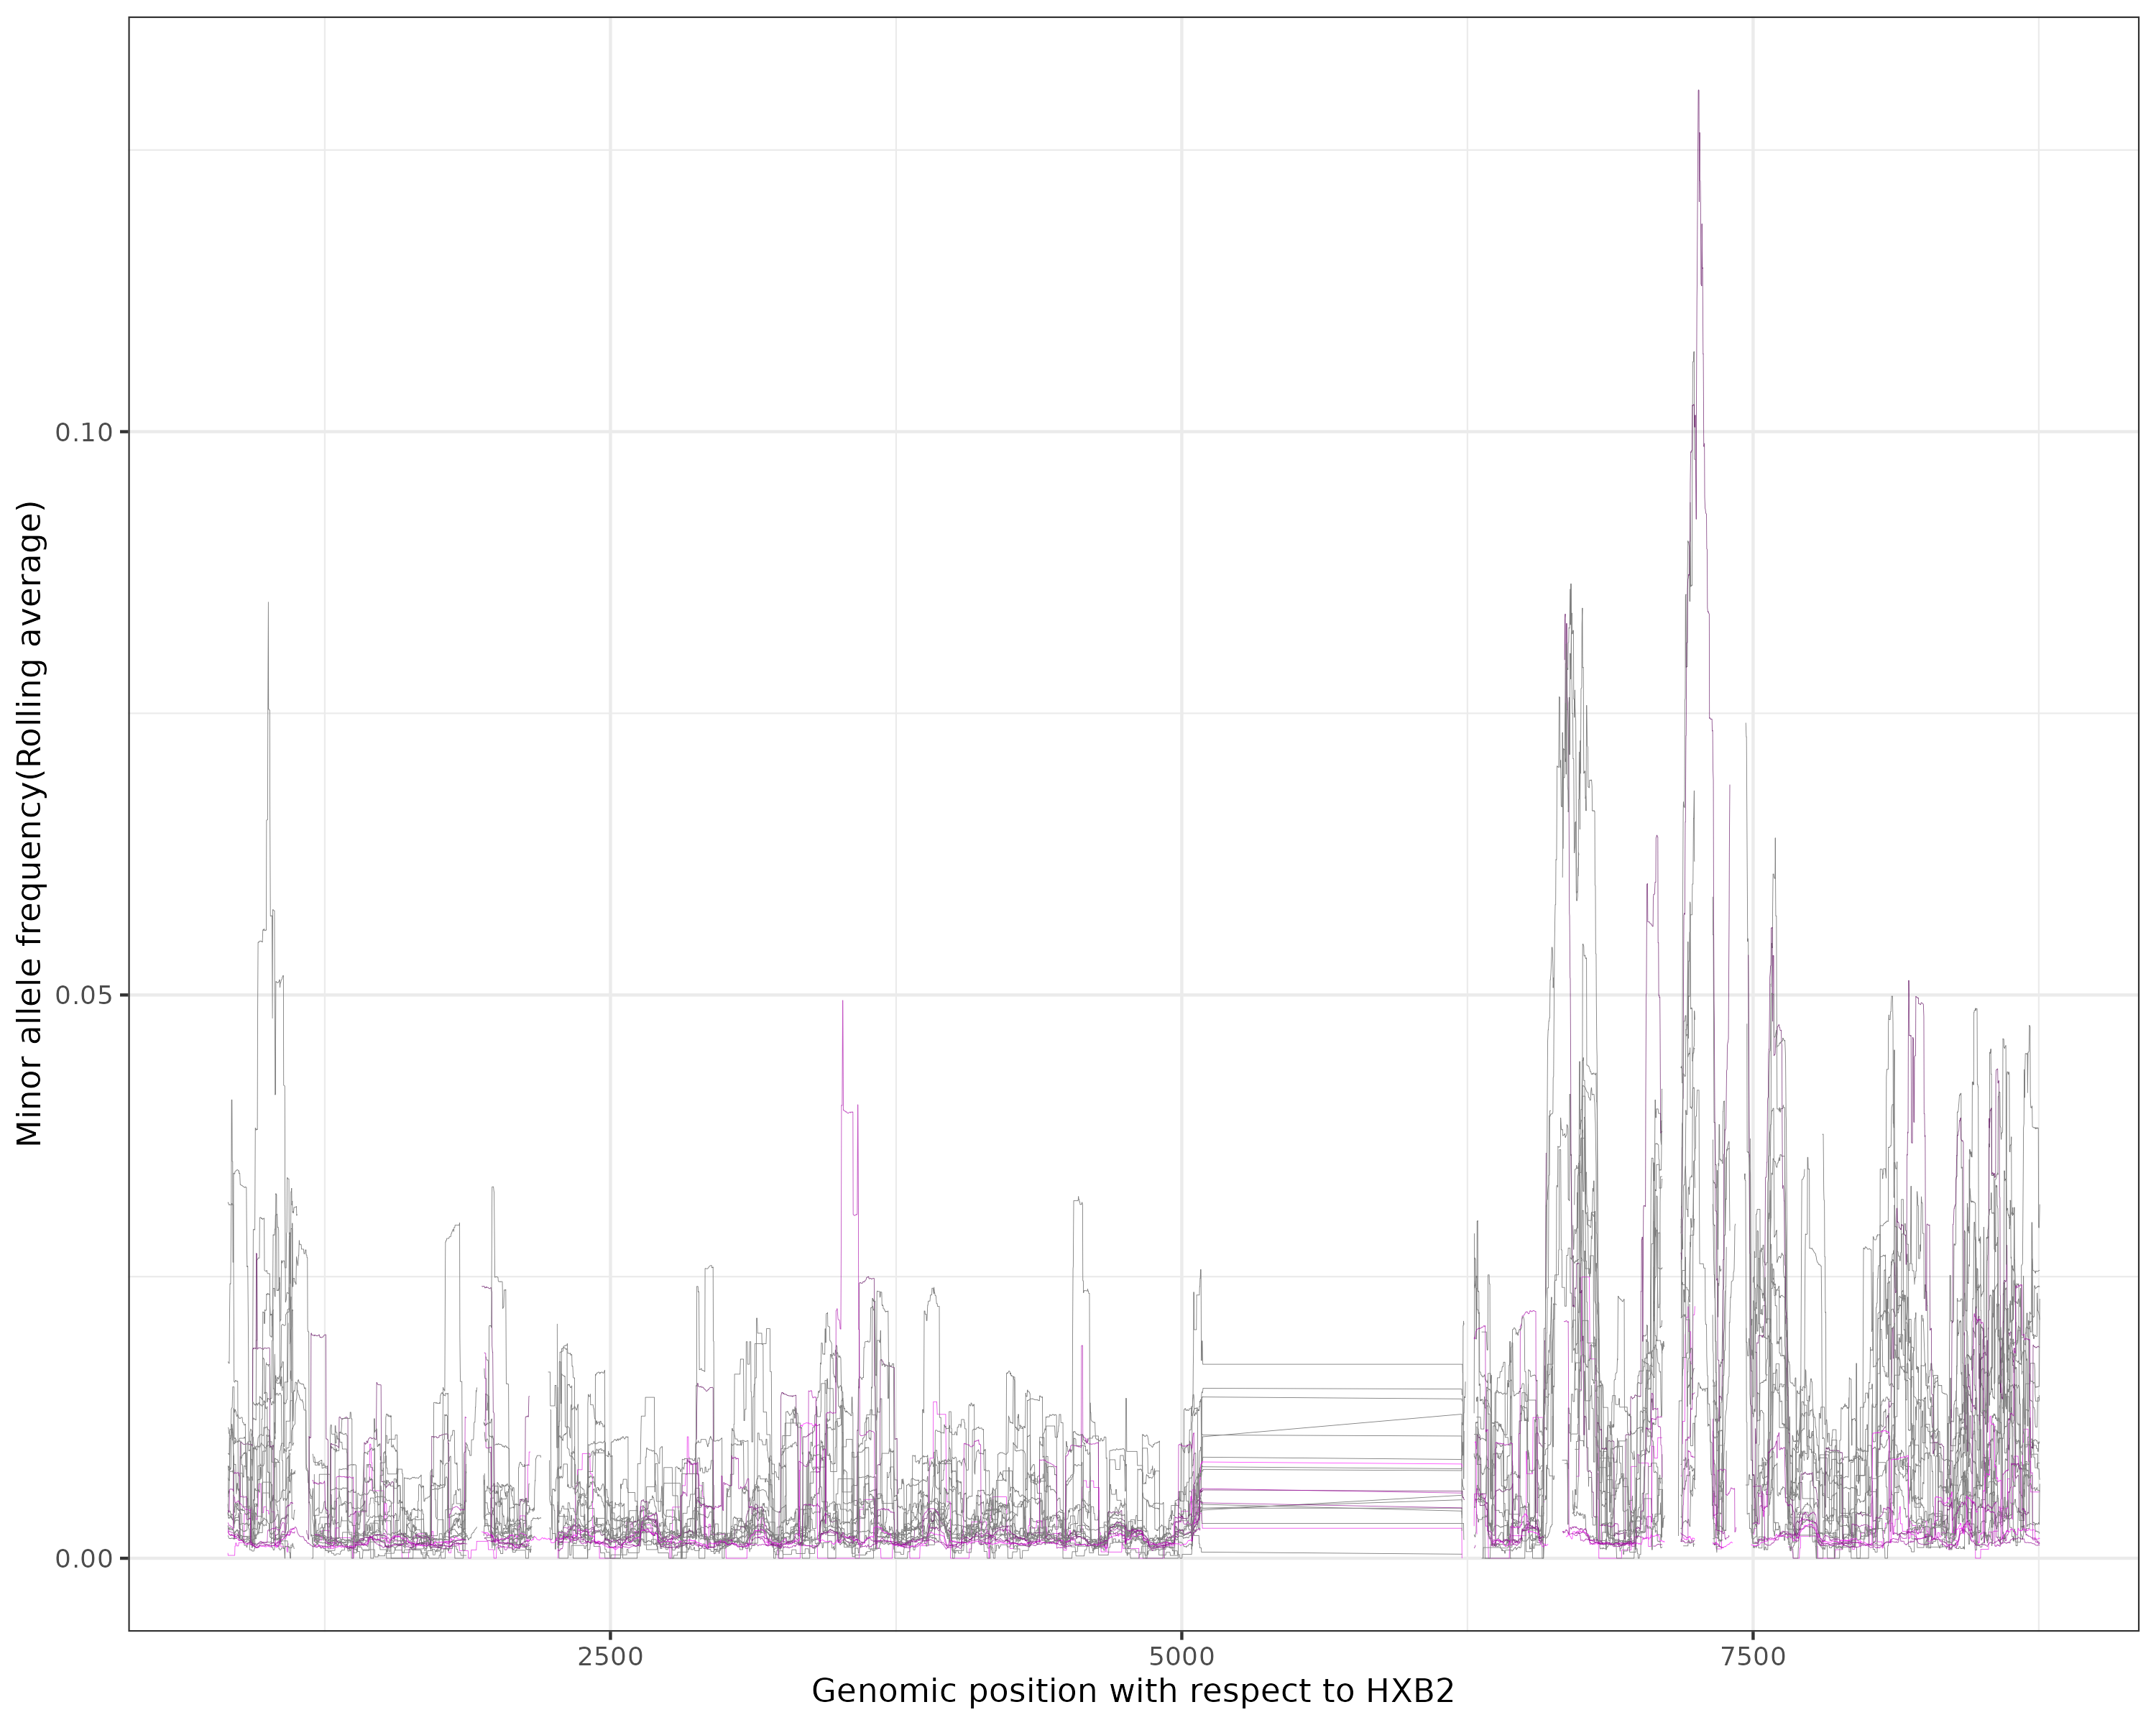 Minor allele frequency(Rolling average)
0.10
0.05
0.00
2500 5000 7500
Genomic position with respect to HXB2